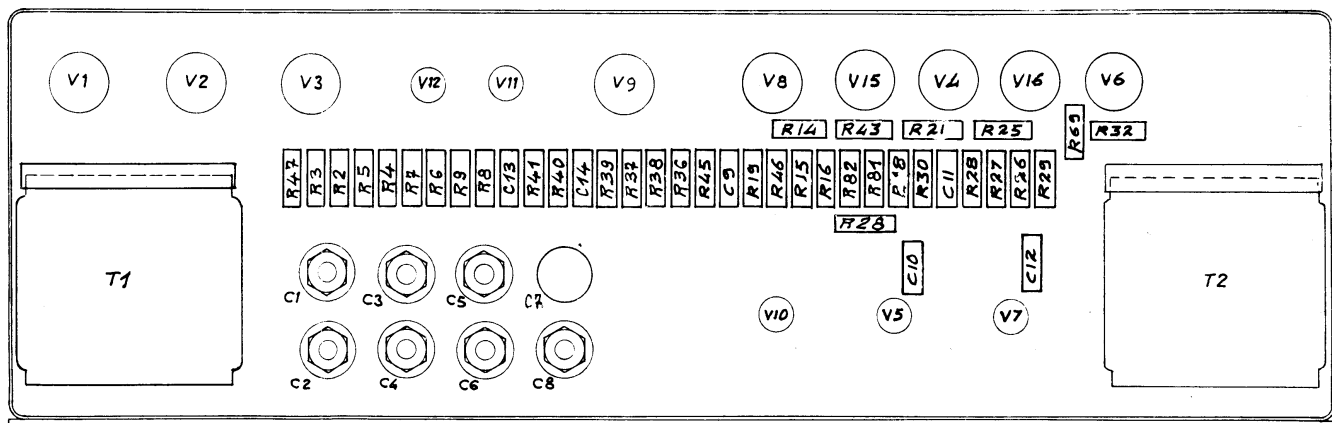 V1 V2 V3 V12 V11 V9 V8 V15 V4 V16 V6
R14 R43 R21 R25 R69 R32
R47 R3 R2 R5 R4 R7 R6 R9 R8 C13 R41 R40 C14 R39 R37 R38 R36 R45 C9 R19 R46 R15 R16 R82 R81 R30 C11 R28 R27 R26 R29
R28
T1 C10 C12 T2
C1 C3 C5 C7
V10 V5 V7
C2 C4 C6 C8